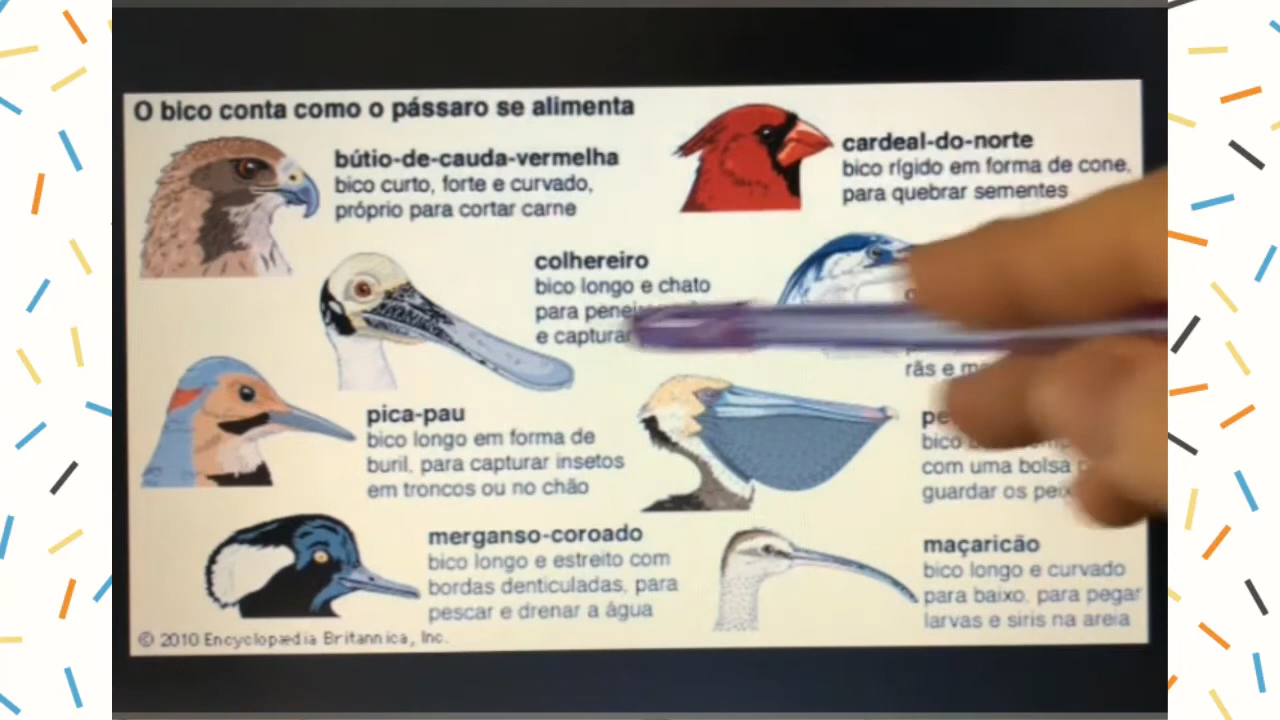 O bico conta como o pássaro se alimenta
bútio-de-cauda-vermelha
bico curto, forte e curvado,
próprio para cortar carne
cardeal-do-norte
bico rígido em forma de cone,
para quebrar sementes
colhereiro
bico longo e chato
para
e capturar
rãs e
pica-pau
bico longo em forma de
buril, para capturar insetos
em troncos ou no chão
bico
com uma bolsa
guardar os
merganso-coroado
bico longo e estreito com
bordas denticuladas, para
pescar e drenar a água
maçaricão
bico longo e curvado
para baixo, para pegar
larvas e siris na areia
© 2010 Encyclopædia Britannica, Inc.